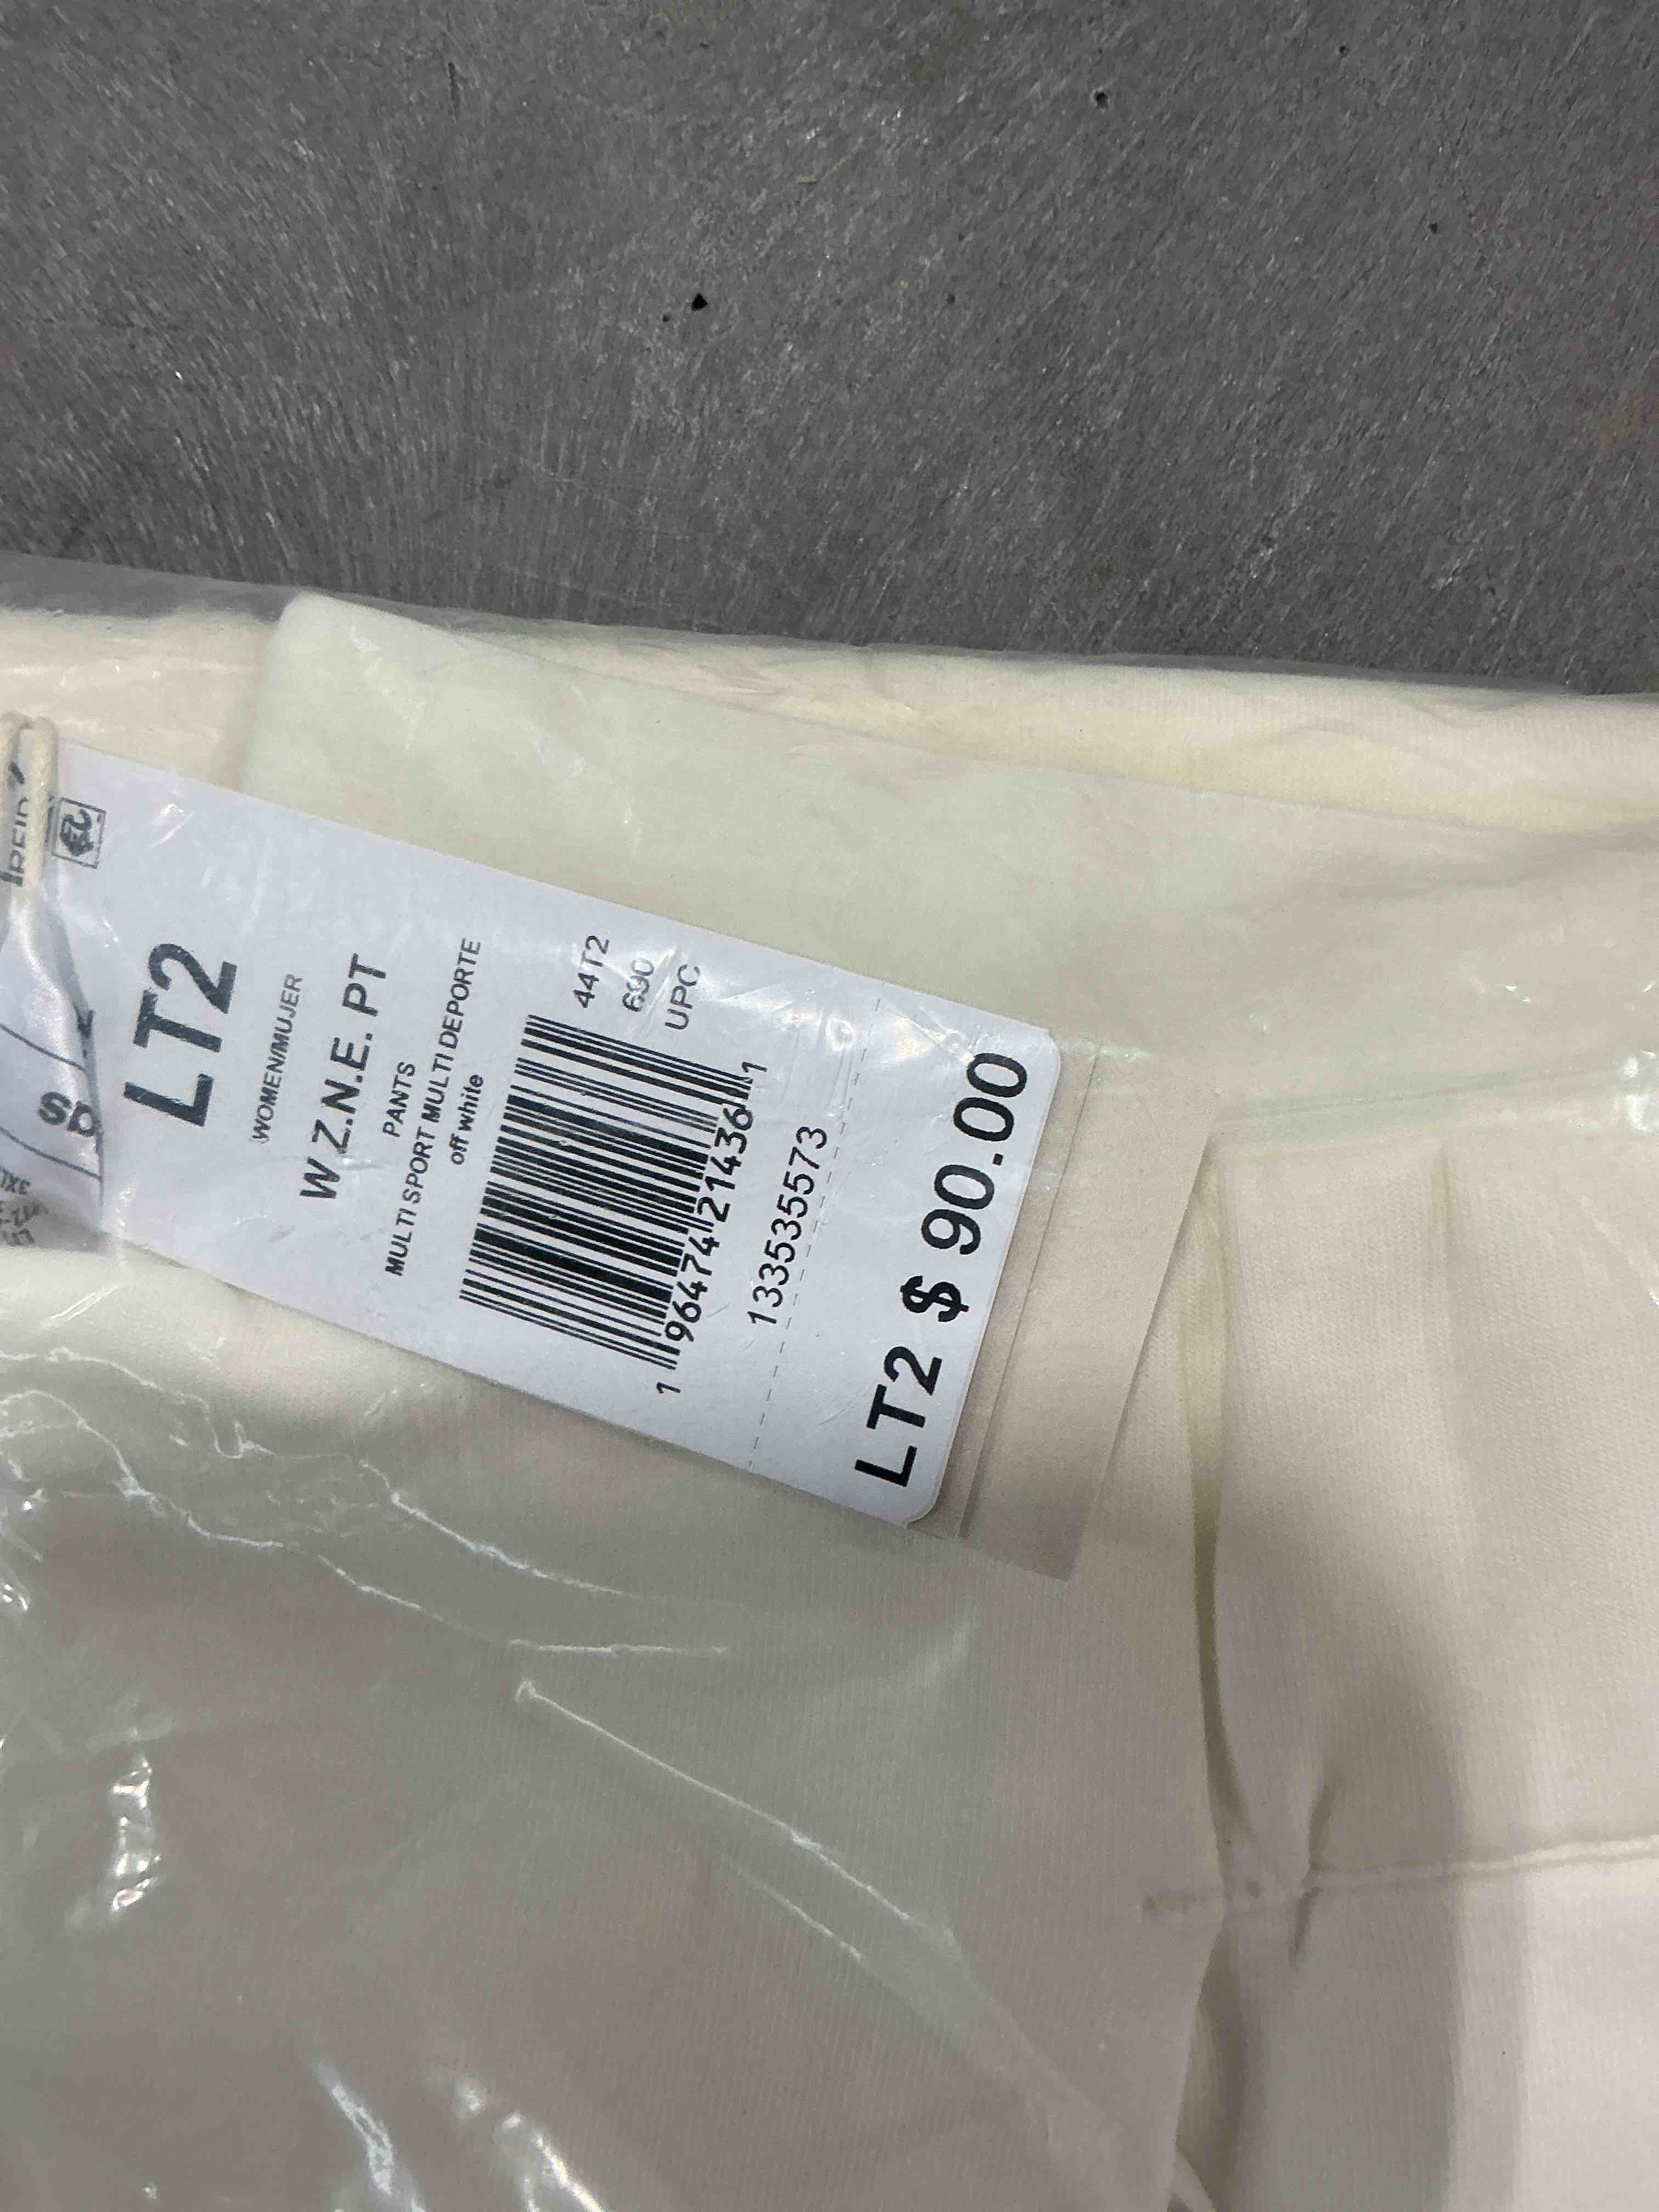 LT2
WOMEN/MUJER
W Z.N.E. PT
PANTS
MULTI SPORT MULTI DEPORTE
off white
44T2
690
UPC
1 96474 21436 1
13353535573
LT2 $ 90.00